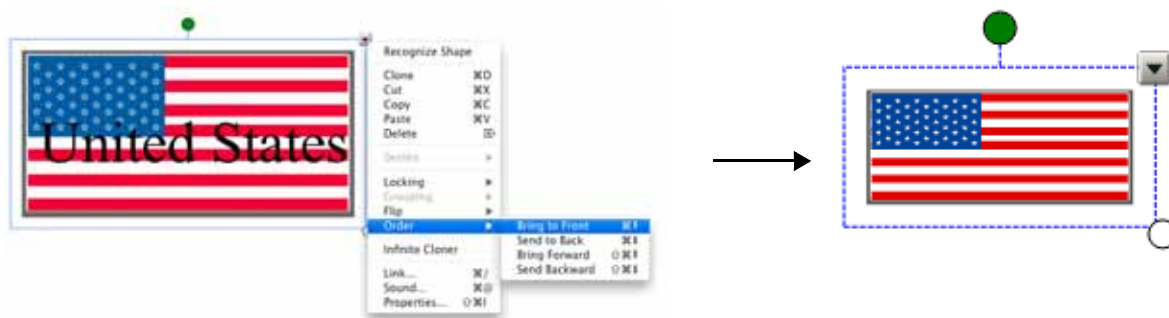 United States
Recognize Shape
Clone ⌘D
Cut ⌘X
Copy ⌘C
Paste ⌘V
Delete
Locking
Grouping
Flip
Order
Bring to Front
Send to Back
Bring Forward
Send Backward
Infinite Cloner
Link... ⌘/
Sound... ⌘@
Properties... ⇧⌘I